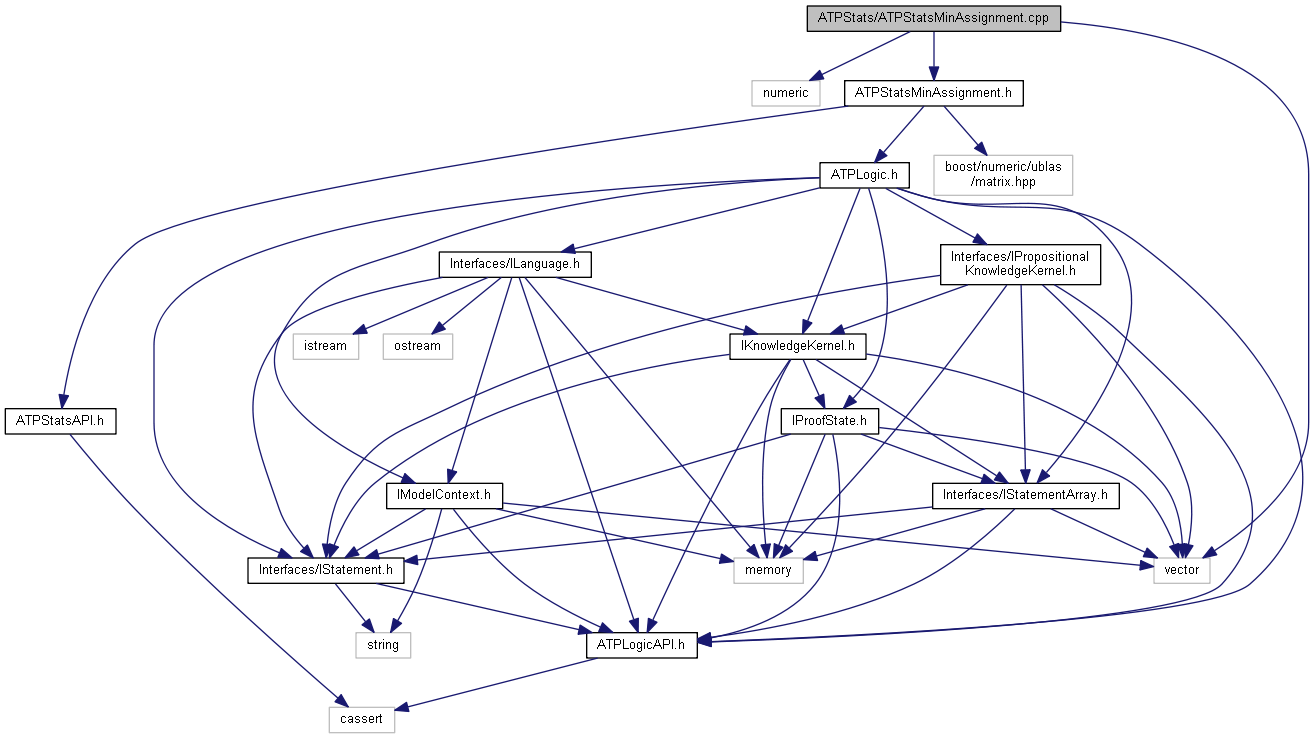 ATPStats/ATPStatsMinAssignment.cpp
numeric
ATPStatsMinAssignment.h
ATPLogic.h
boost/numeric/ublas
/matrix.hpp
Interfaces/ILanguage.h
Interfaces/IPropositional
KnowledgeKernel.h
istream
ostream
IKnowledgeKernel.h
ATPStatsAPI.h
IProofState.h
IModelContext.h
Interfaces/IStatementArray.h
Interfaces/IStatement.h
memory
vector
string
ATPLogicAPI.h
cassert